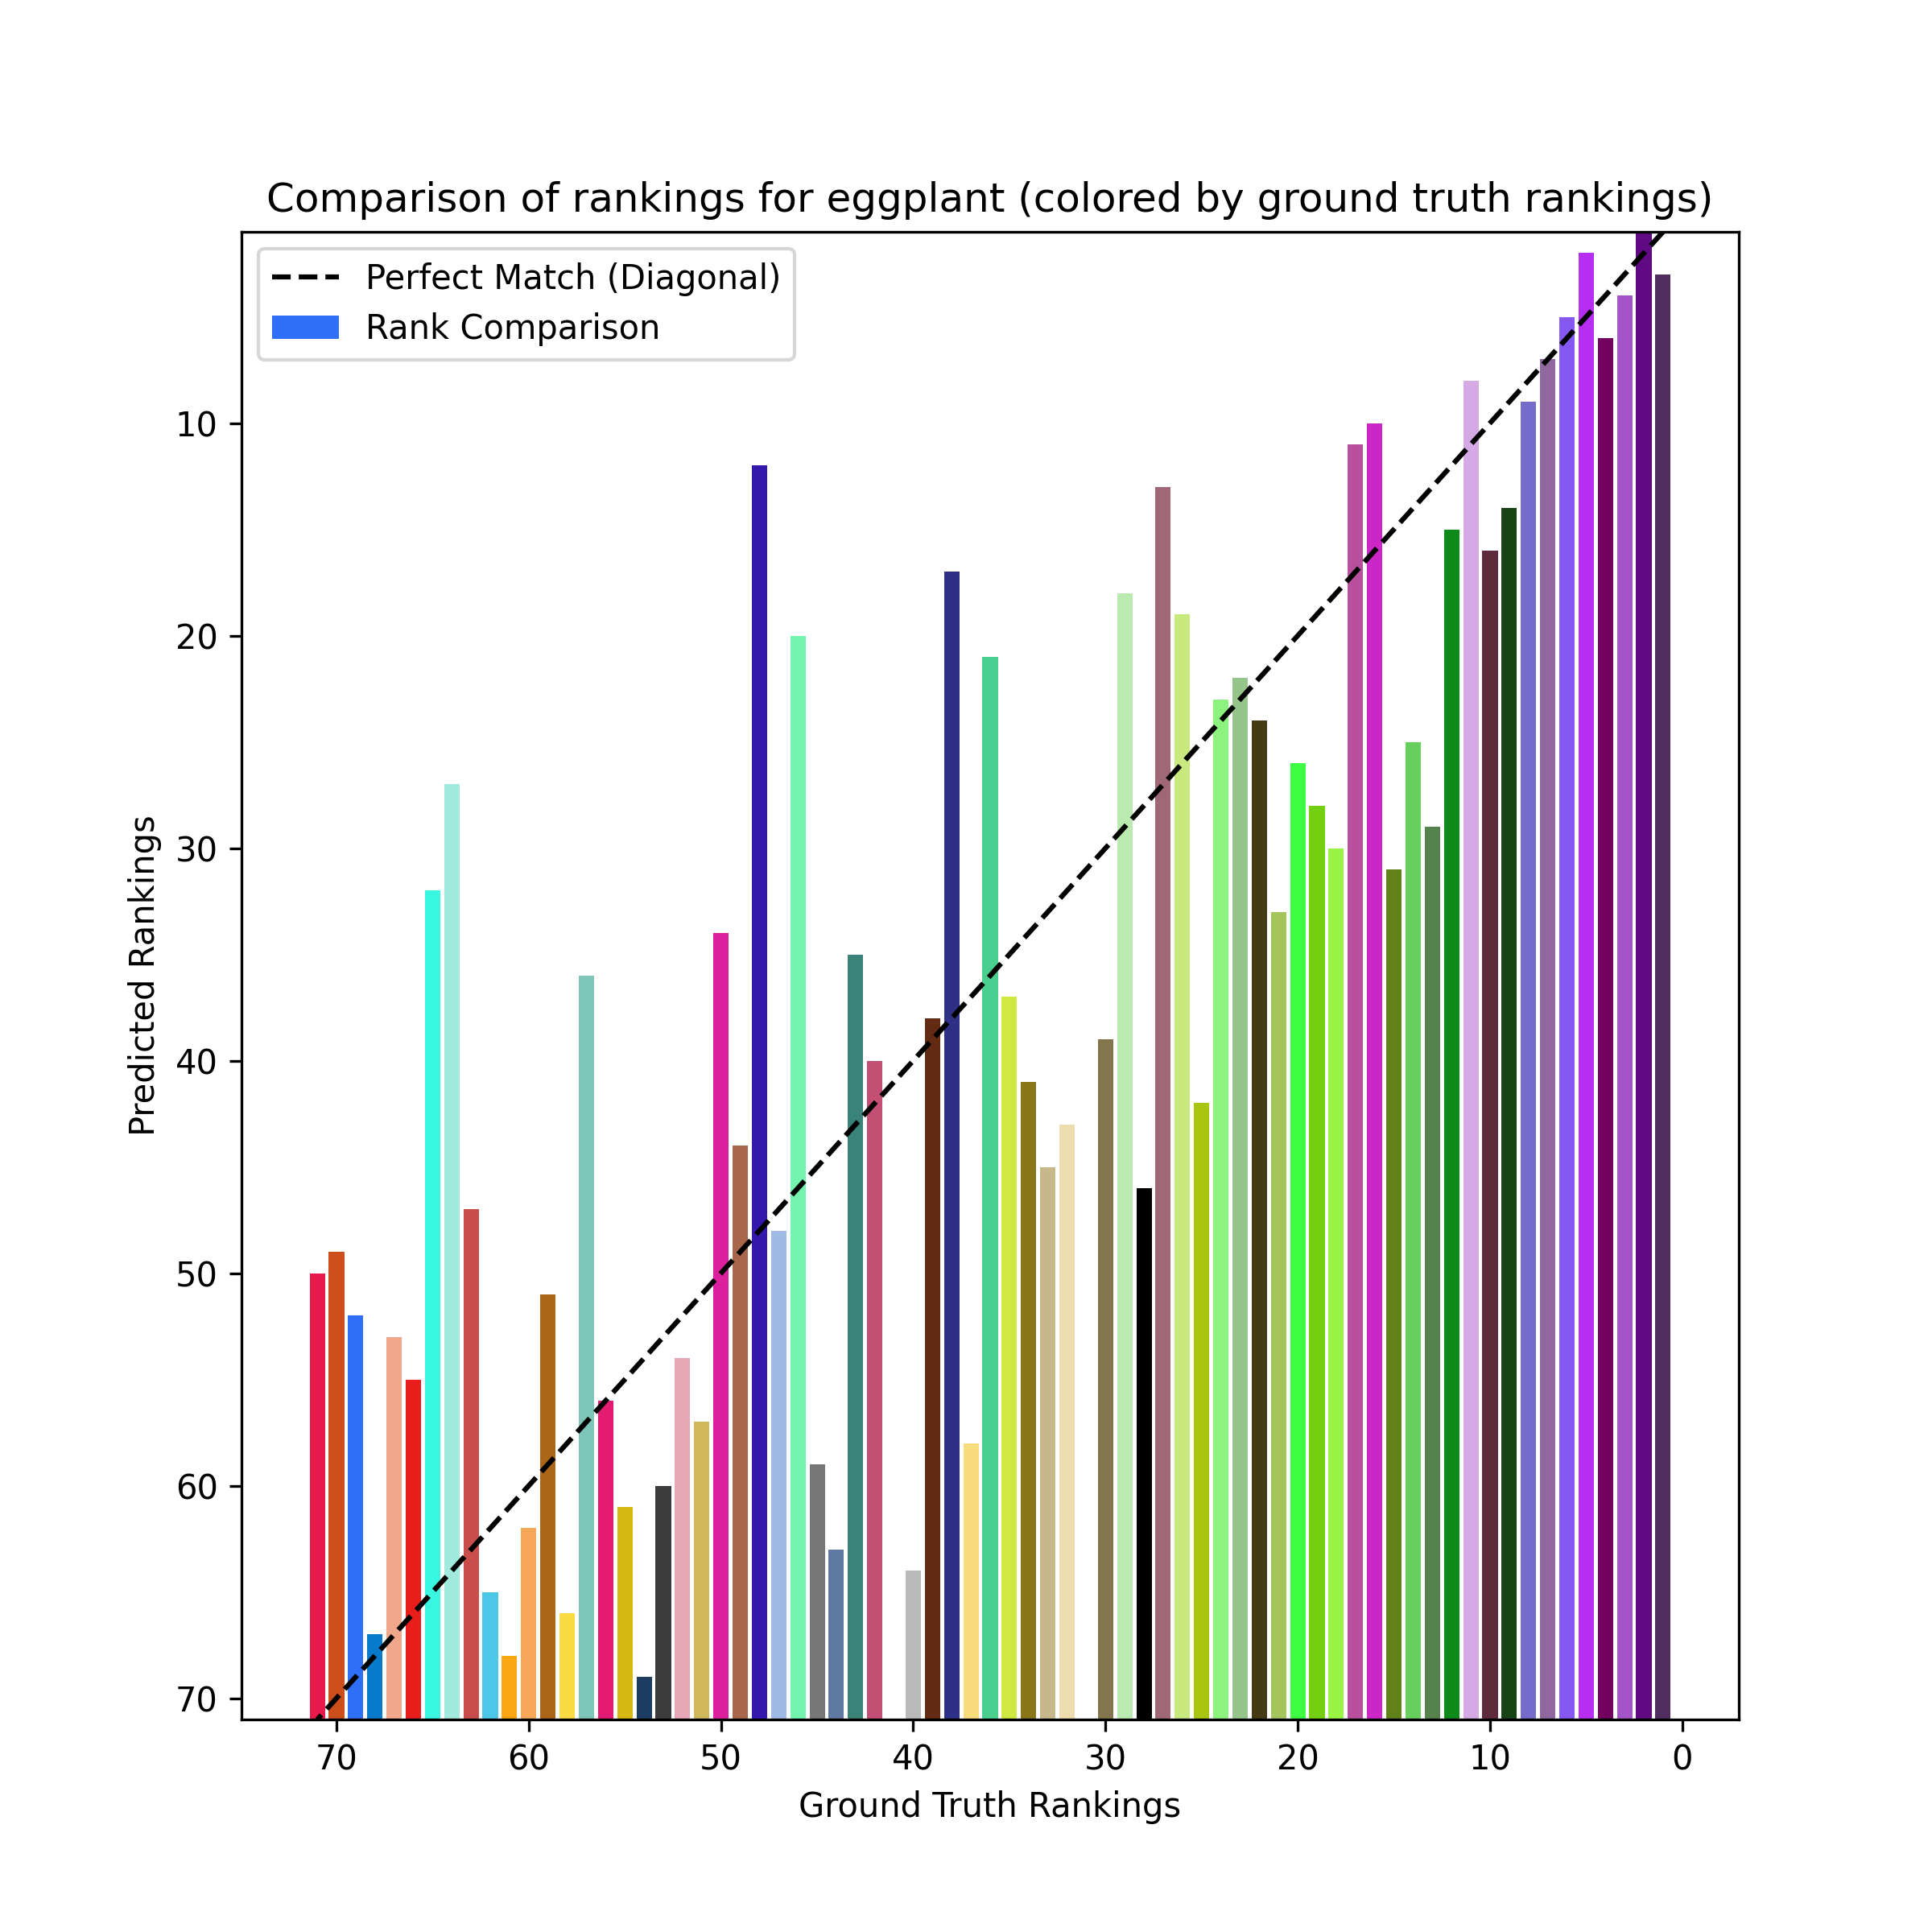 Comparison of rankings for eggplant (colored by ground truth rankings)
Perfect Match (Diagonal)
Rank Comparison
Predicted Rankings
10
20
30
40
50
60
70
70 60 50 40 30 20 10 0
Ground Truth Rankings